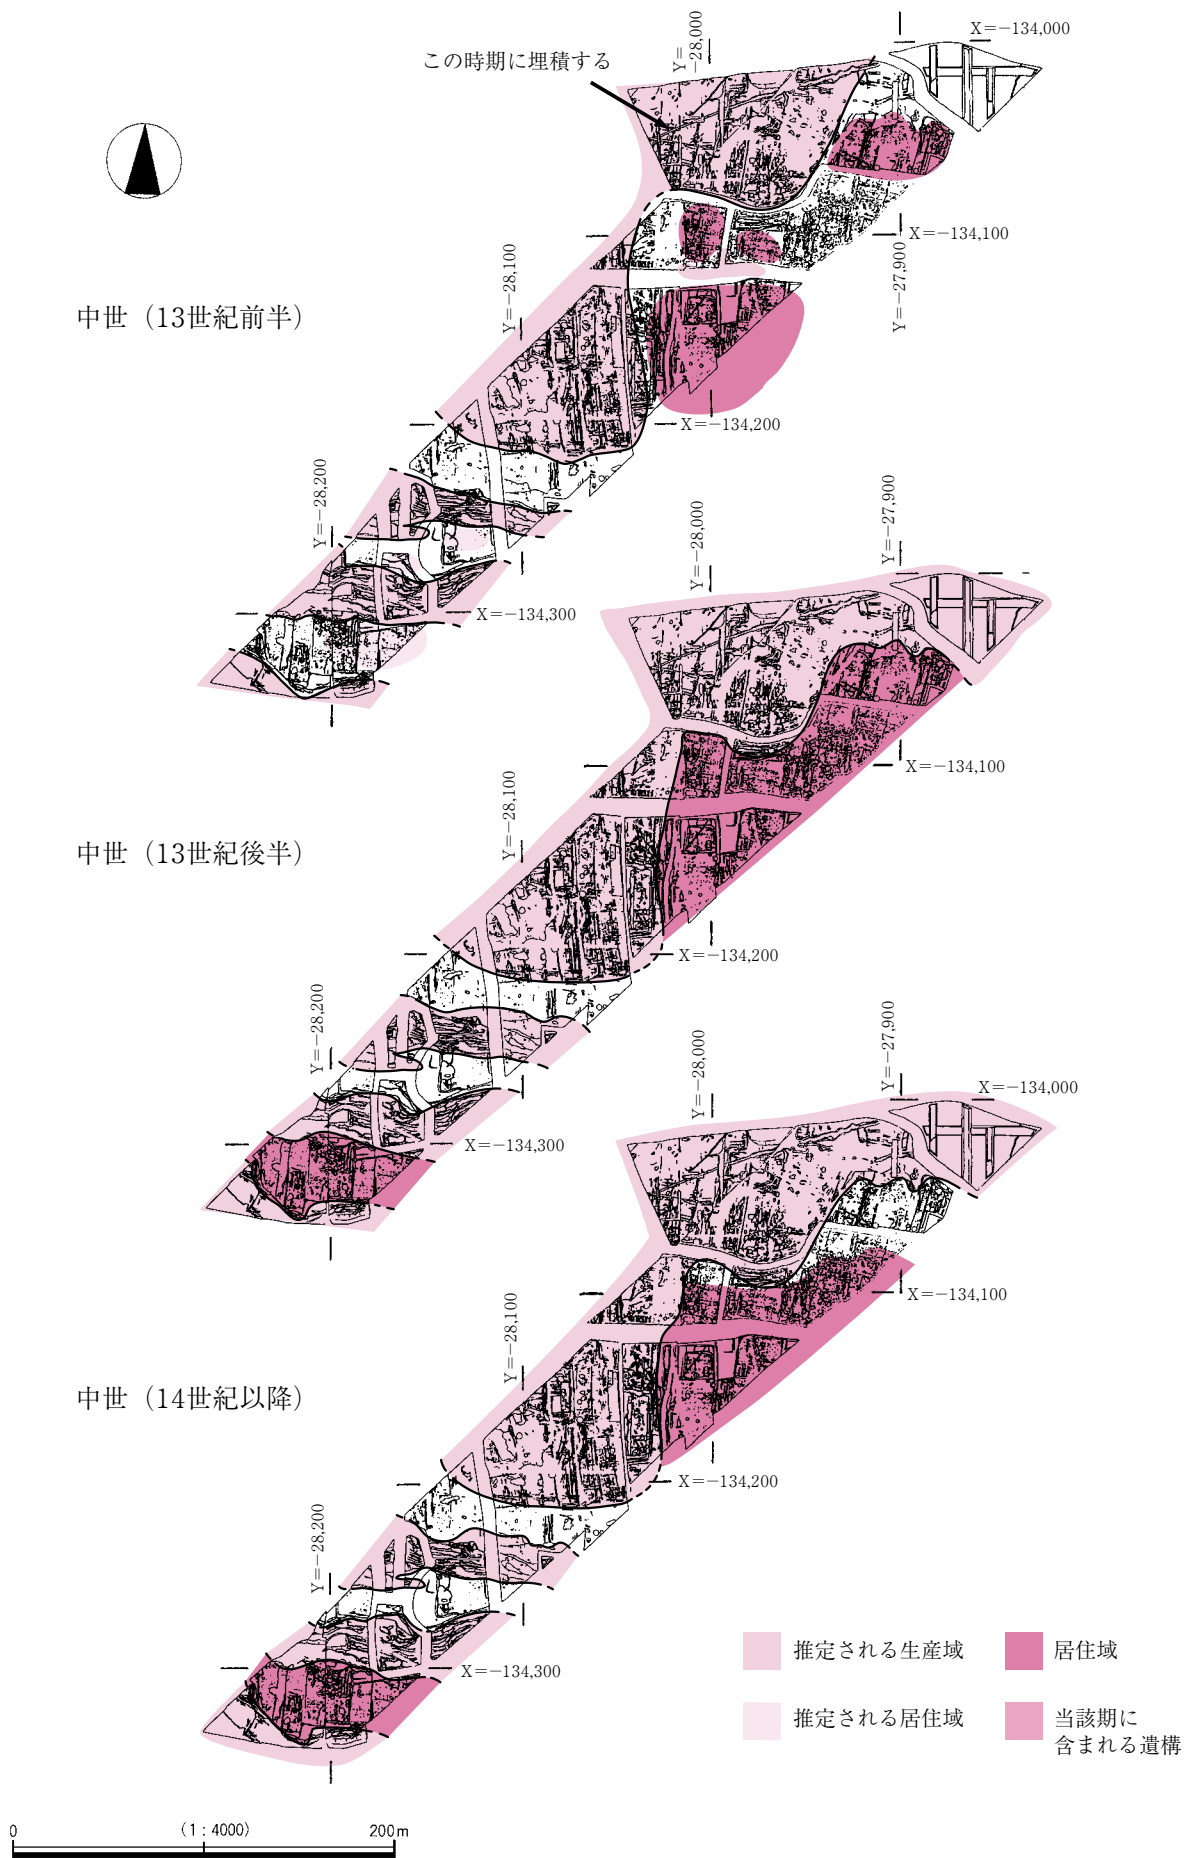 X=−134,000
Y=−28,000
この時期に埋積する
X=−134,100
Y=−27,900
Y=−28,100
中世（13世紀前半）
X=−134,200
Y=−28,200
X=−134,300
Y=−28,000
Y=−27,900
X=−134,100
Y=−28,100
中世（13世紀後半）
X=−134,200
Y=−28,200
X=−134,300
Y=−28,000
Y=−27,900
X=−134,000
X=−134,100
Y=−28,100
中世（14世紀以降）
X=−134,200
Y=−28,200
X=−134,300
推定される生産域
居住域
推定される居住域
当該期に
含まれる遺構
0 (1：4000) 200m